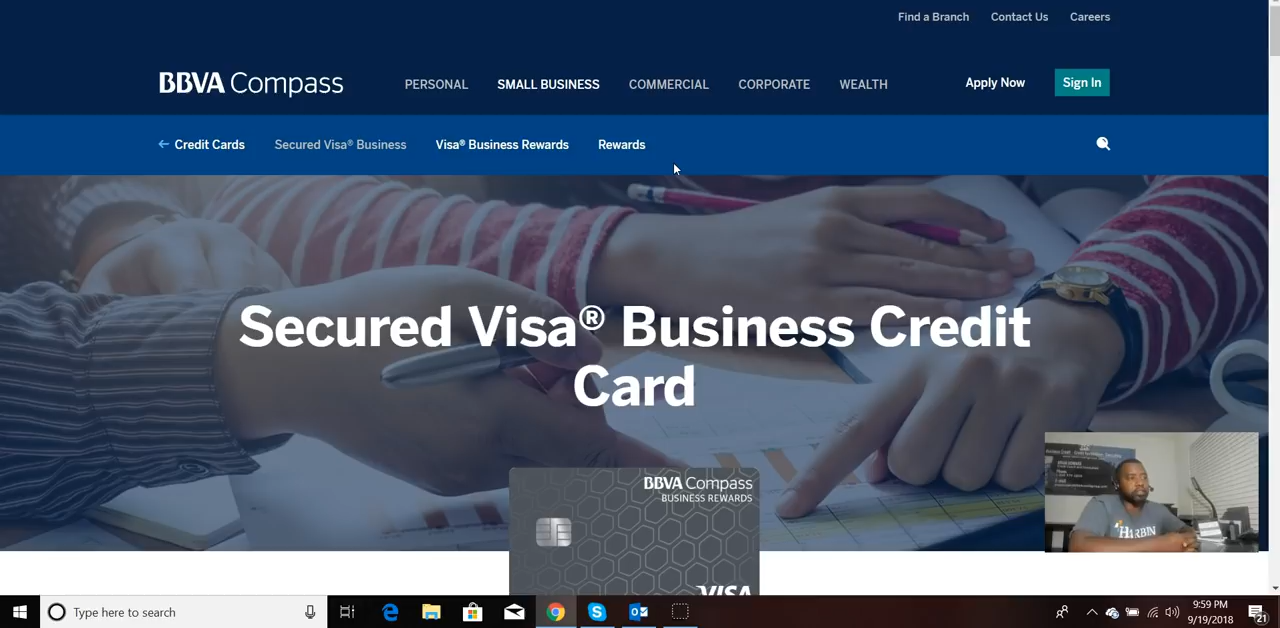 Find a Branch
Contact Us
Careers
BBVA Compass
PERSONAL
SMALL BUSINESS
COMMERCIAL
CORPORATE
WEALTH
Apply Now
Sign In
Credit Cards
Secured Visa® Business
Visa® Business Rewards
Rewards
Secured Visa® Business Credit
Card
BBVA Compass
BUSINESS REWARDS
VISA
HARBIN
Type here to search
9:59 PM
9/19/2018
21